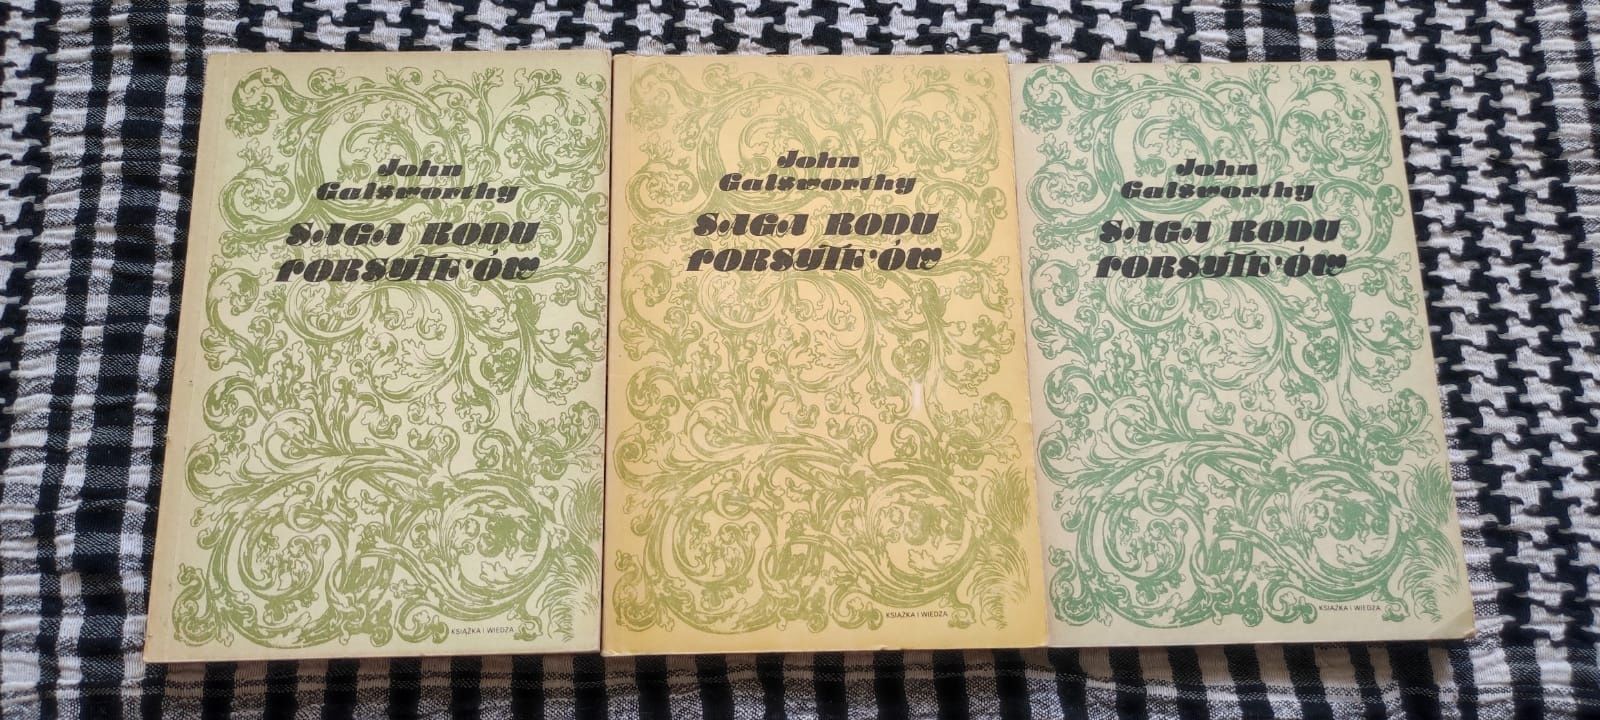 John
Galsworthy
SAGA RODU
FORSYTE'ÓW
KSIĄŻKA I WIEDZA
John
Galsworthy
SAGA RODU
FORSYTE'ÓW
KSIĄŻKA I WIEDZA
John
Galsworthy
SAGA RODU
FORSYTE'ÓW
KSIĄŻKA I WIEDZA